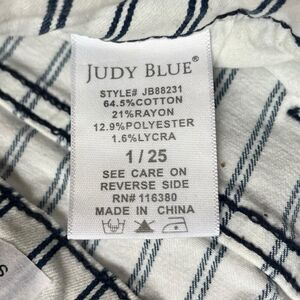 JUDY BLUE®
STYLE# JB88231
64.5%COTTON
21%RAYON
12.9%POLYESTER
1.6%LYCRA
1/25
SEE CARE ON
REVERSE SIDE
RN# 116380
MADE IN CHINA